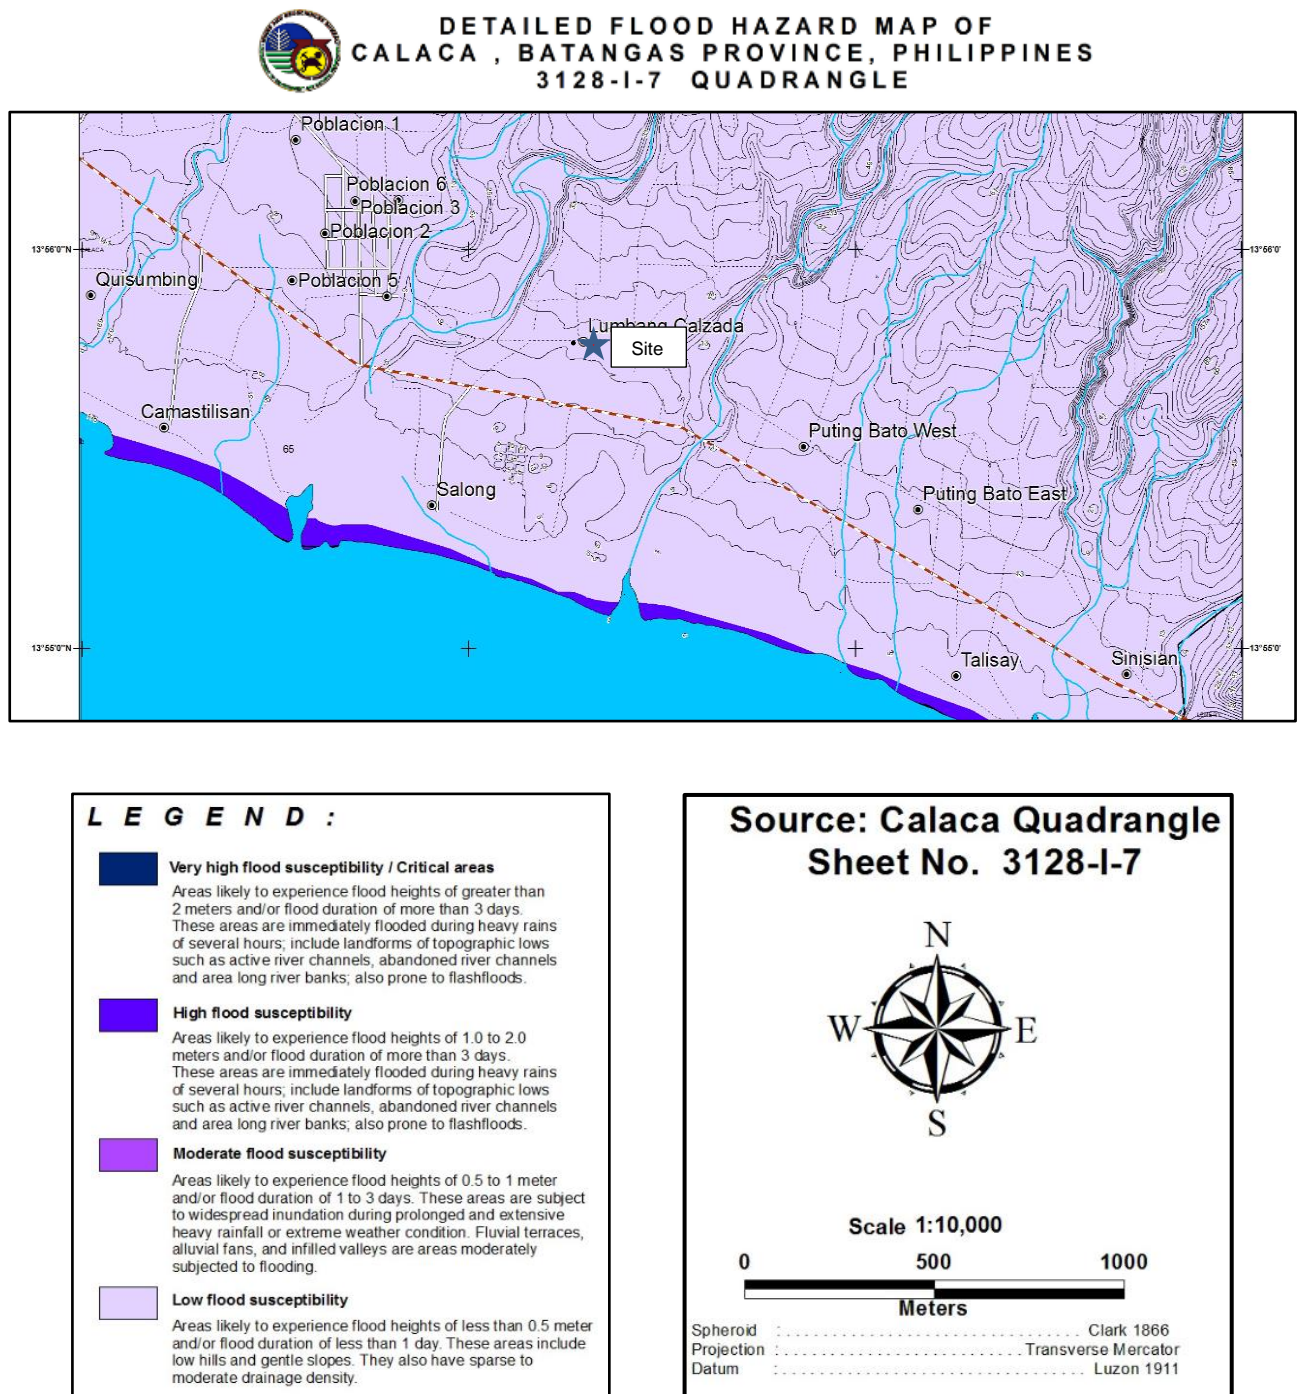 DETAILED FLOOD HAZARD MAP OF
CALACA , BATANGAS PROVINCE, PHILIPPINES
3128-I-7 QUADRANGLE
Poblacion 1
Poblacion 6
Poblacion 3
Poblacion 2
13°56'0"N
13°56'0'
Quisumbing
Poblacion 5
Lumbang Calzada
Site
Camastilisan
Puting Bato West
65
Salong
Puting Bato East
13°55'0"N
13°55'0'
Talisay
Sinisian
LEGEND:
Very high flood susceptibility / Critical areas
Areas likely to experience flood heights of greater than
2 meters and/or flood duration of more than 3 days.
These areas are immediately flooded during heavy rains
of several hours; include landforms of topographic lows
such as active river channels, abandoned river channels
and area long river banks; also prone to flashfloods.
High flood susceptibility
Areas likely to experience flood heights of 1.0 to 2.0
meters and/or flood duration of more than 3 days.
These areas are immediately flooded during heavy rains
of several hours; include landforms of topographic lows
such as active river channels, abandoned river channels
and area long river banks; also prone to flashfloods.
Moderate flood susceptibility
Areas likely to experience flood heights of 0.5 to 1 meter
and/or flood duration of 1 to 3 days. These areas are subject
to widespread inundation during prolonged and extensive
heavy rainfall or extreme weather condition. Fluvial terraces,
alluvial fans, and infilled valleys are areas moderately
subjected to flooding.
Low flood susceptibility
Areas likely to experience flood heights of less than 0.5 meter
and/or flood duration of less than 1 day. These areas include
low hills and gentle slopes. They also have sparse to
moderate drainage density.
Source: Calaca Quadrangle
Sheet No. 3128-I-7
N
W E
S
Scale 1:10,000
0 500 1000
Meters
Spheroid : Clark 1866
Projection : Transverse Mercator
Datum : Luzon 1911